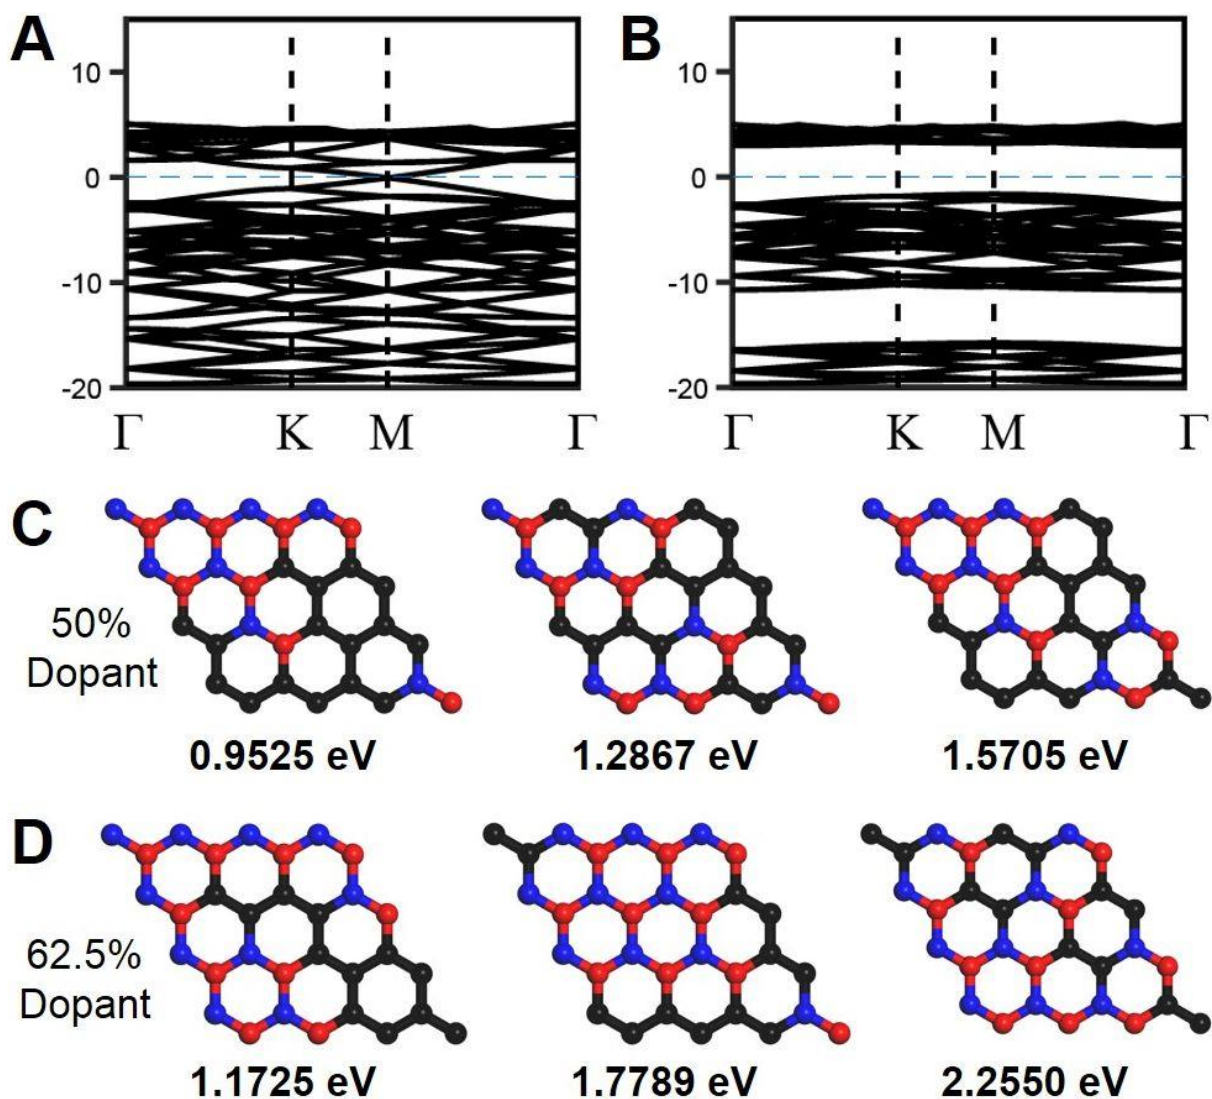 A
B
10
0
-10
-20
Γ K M Γ
10
0
-10
-20
Γ K M Γ
C
50%
Dopant
0.9525 eV 1.2867 eV 1.5705 eV
D
62.5%
Dopant
1.1725 eV 1.7789 eV 2.2550 eV